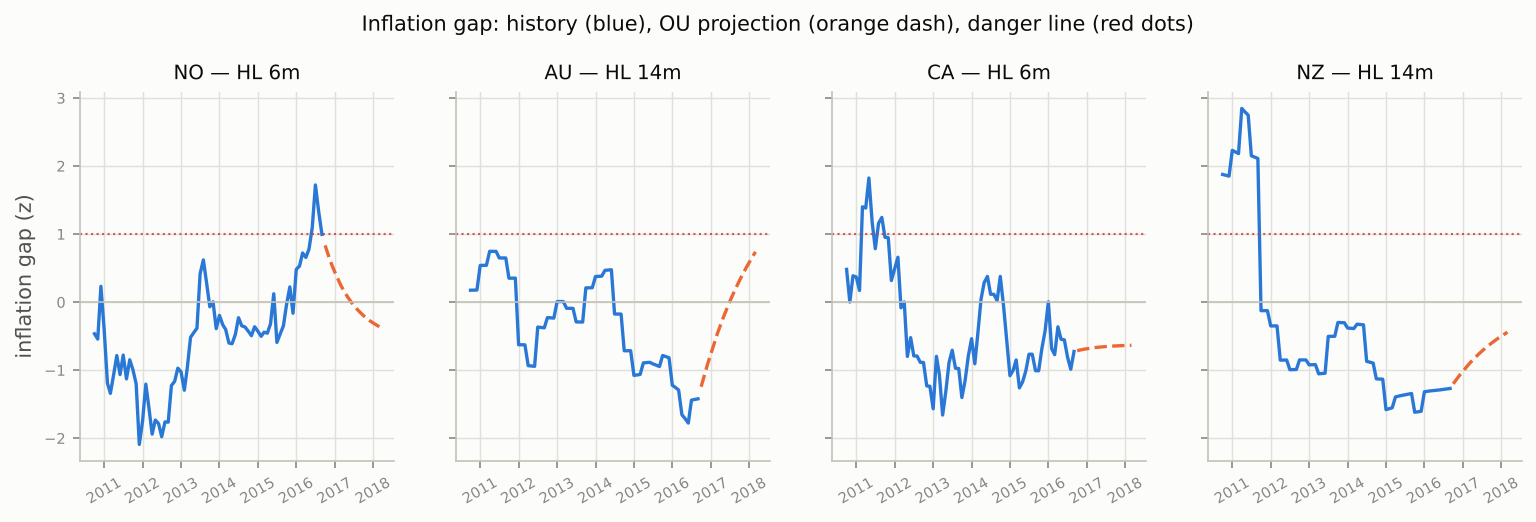 Inflation gap: history (blue), OU projection (orange dash), danger line (red dots)
NO — HL 6m
AU — HL 14m
CA — HL 6m
NZ — HL 14m
inflation gap (z)
3
2
1
0
−1
−2
2011 2012 2013 2014 2015 2016 2017 2018
2011 2012 2013 2014 2015 2016 2017 2018
2011 2012 2013 2014 2015 2016 2017 2018
2011 2012 2013 2014 2015 2016 2017 2018